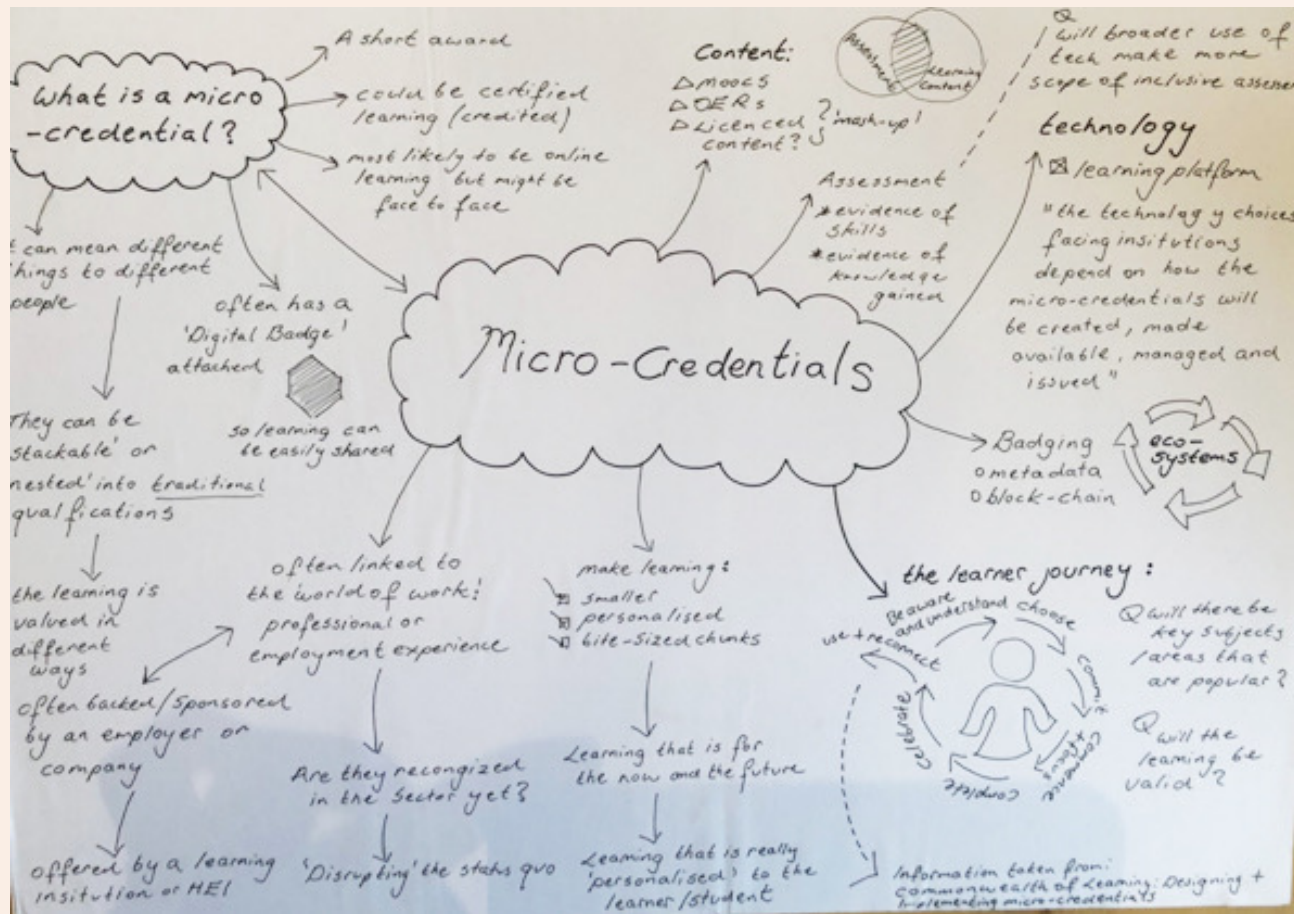 What is a micro
-credential?
A short award
could be certified
learning (credited)
most likely to be online
learning but might be
face to face
t can mean different
things to different
people
often has a
'Digital Badge'
attached
so learning can
be easily shared
They can be
stackable' or
nested' into traditional
qualfications
the learning is
valued in
different
ways
often backed/sponsored
by an employer or
company
offered by a learning
insitution or HEI
Content:
moocs
OERs
Licenced
content?
? 'mash-up'
Assessment
Learning
content
Assessment
*evidence of
skills
*evidence of
knowledge
gained
Q
will broader use of
tech make more
scope of inclusive assesse
technology
learning platform
"the technology choices
facing insitutions
depend on how the
micro-credentials will
be created, made
available, managed and
issued"
Micro-Credentials
Badging
o metadata
o block-chain
eco-
systems
often linked to
the 'world of work':
professional or
employment experience
Are they recongized
in the sector yet?
'Disrupting' the status quo
make learning:
smaller
personalised
bite-sized chunks
Learning that is for
the now and the future
Learning that is really
'personalised' to the
learner/student
the learner journey:
Be aware
and understand
choose
commit
commence
+ focus
complete
celebrate
use + reconnect
Q will there be
key subjects
/areas that
are popular?
Q will the
learning be
valid?
Information taken from:
commonwealth of Learning: Designing +
Implementing micro-credentials